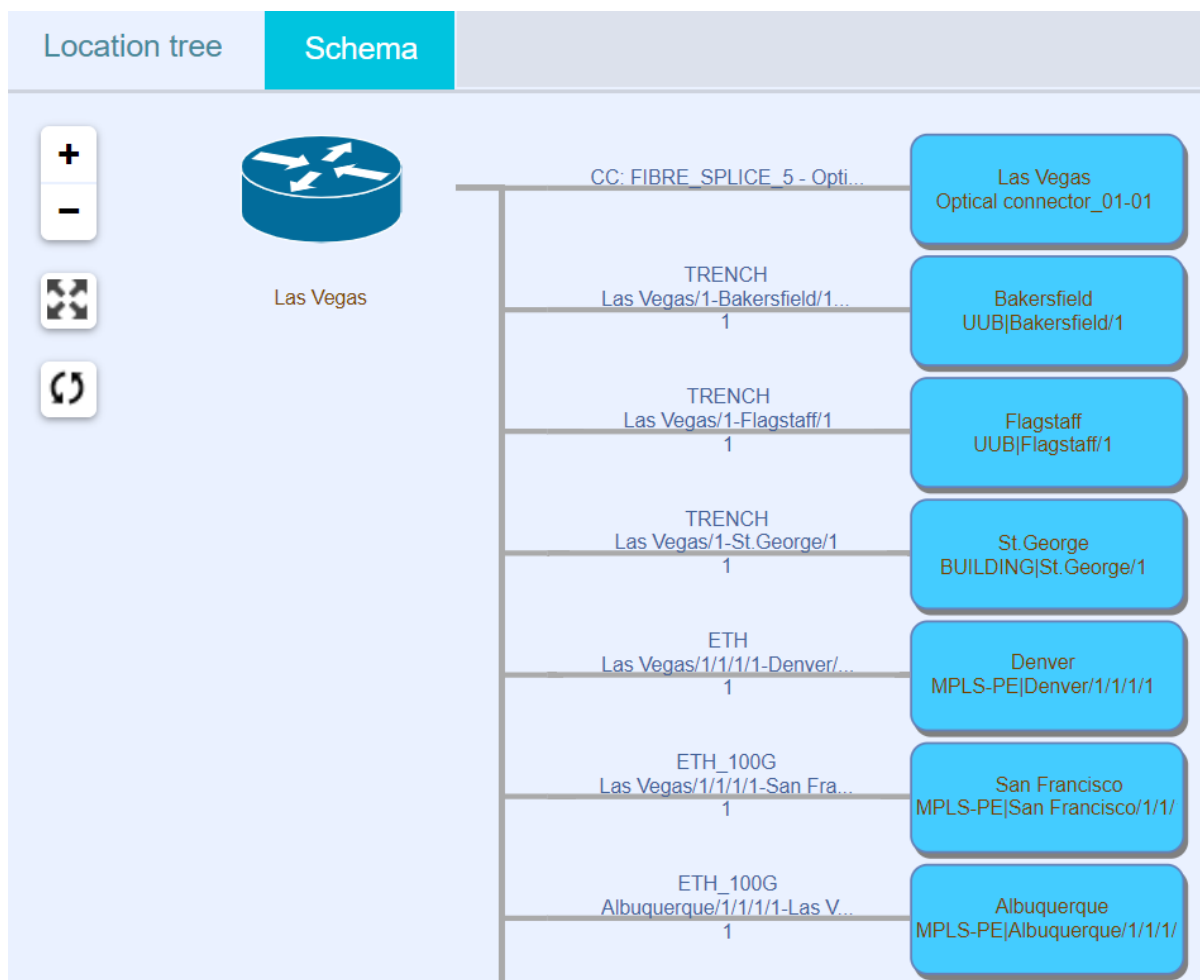 Location tree
Schema
+
−
Las Vegas
CC: FIBRE_SPLICE_5 - Opti...
Las Vegas
Optical connector_01-01
TRENCH
Las Vegas/1-Bakersfield/1...
1
Bakersfield
UUB|Bakersfield/1
TRENCH
Las Vegas/1-Flagstaff/1
1
Flagstaff
UUB|Flagstaff/1
TRENCH
Las Vegas/1-St.George/1
1
St.George
BUILDING|St.George/1
ETH
Las Vegas/1/1/1/1-Denver/...
1
Denver
MPLS-PE|Denver/1/1/1/1
ETH_100G
Las Vegas/1/1/1/1-San Fra...
1
San Francisco
MPLS-PE|San Francisco/1/1/
ETH_100G
Albuquerque/1/1/1/1-Las V...
1
Albuquerque
MPLS-PE|Albuquerque/1/1/1/